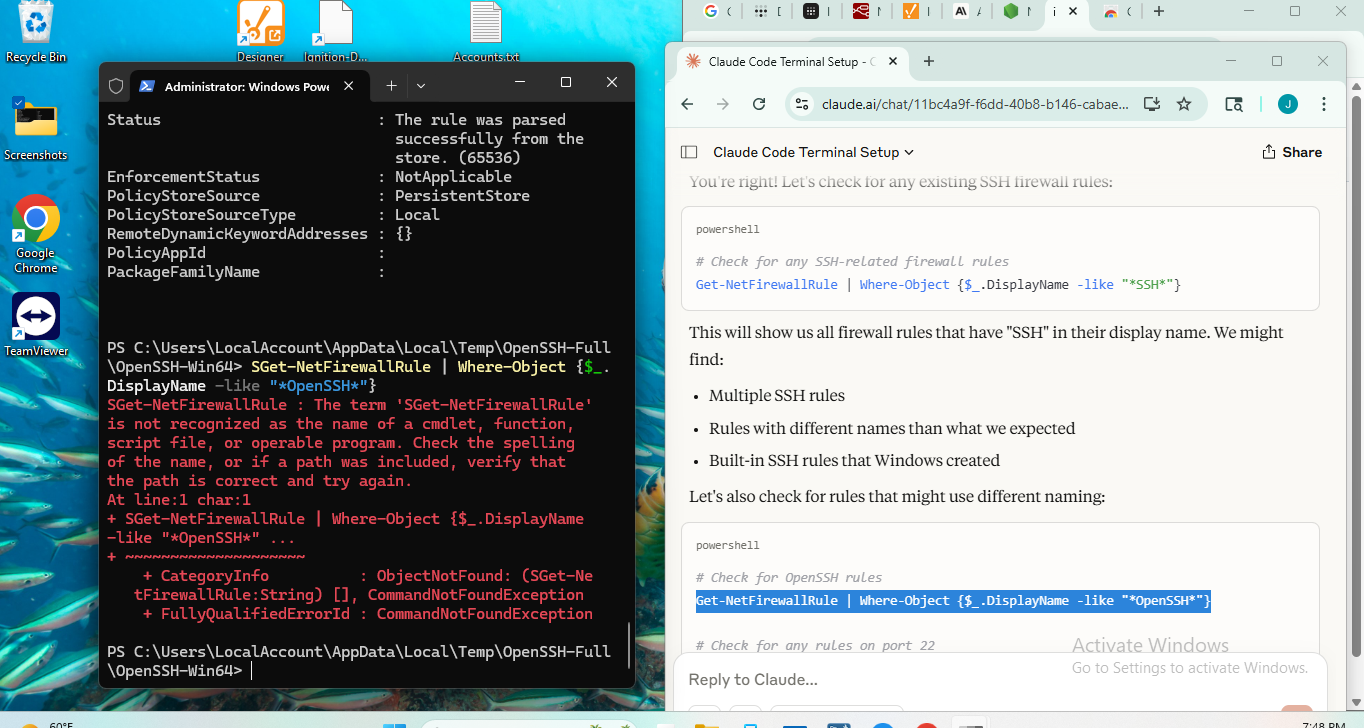 Recycle Bin
Designer
Ignition-D...
Accounts.txt
Screenshots
Google
Chrome
TeamViewer
Administrator: Windows Powe
Status : The rule was parsed
successfully from the
store. (65536)
EnforcementStatus : NotApplicable
PolicyStoreSource : PersistentStore
PolicyStoreSourceType : Local
RemoteDynamicKeywordAddresses : {}
PolicyAppId :
PackageFamilyName :
PS C:\Users\LocalAccount\AppData\Local\Temp\OpenSSH-Full
\OpenSSH-Win64> SGet-NetFirewallRule | Where-Object {$_.
DisplayName -like "*OpenSSH*"}
SGet-NetFirewallRule : The term 'SGet-NetFirewallRule'
is not recognized as the name of a cmdlet, function,
script file, or operable program. Check the spelling
of the name, or if a path was included, verify that
the path is correct and try again.
At line:1 char:1
+ SGet-NetFirewallRule | Where-Object {$_.DisplayName
-like "*OpenSSH*" ...
+ ~~~~~~~~~~~~~~~~~~~~
+ CategoryInfo : ObjectNotFound: (SGet-Ne
tFirewallRule:String) [], CommandNotFoundException
+ FullyQualifiedErrorId : CommandNotFoundException
PS C:\Users\LocalAccount\AppData\Local\Temp\OpenSSH-Full
\OpenSSH-Win64>
Claude Code Terminal Setup - C
claude.ai/chat/11bc4a9f-f6dd-40b8-b146-cabae...
J
Claude Code Terminal Setup
Share
You're right! Let's check for any existing SSH firewall rules:
powershell
# Check for any SSH-related firewall rules
Get-NetFirewallRule | Where-Object {$_.DisplayName -like "*SSH*"}
This will show us all firewall rules that have "SSH" in their display name. We might
find:
• Multiple SSH rules
• Rules with different names than what we expected
• Built-in SSH rules that Windows created
Let's also check for rules that might use different naming:
powershell
# Check for OpenSSH rules
Get-NetFirewallRule | Where-Object {$_.DisplayName -like "*OpenSSH*"}
# Check for any rules on port 22
Activate Windows
Go to Settings to activate Windows.
Reply to Claude...
60°F
7:48 PM